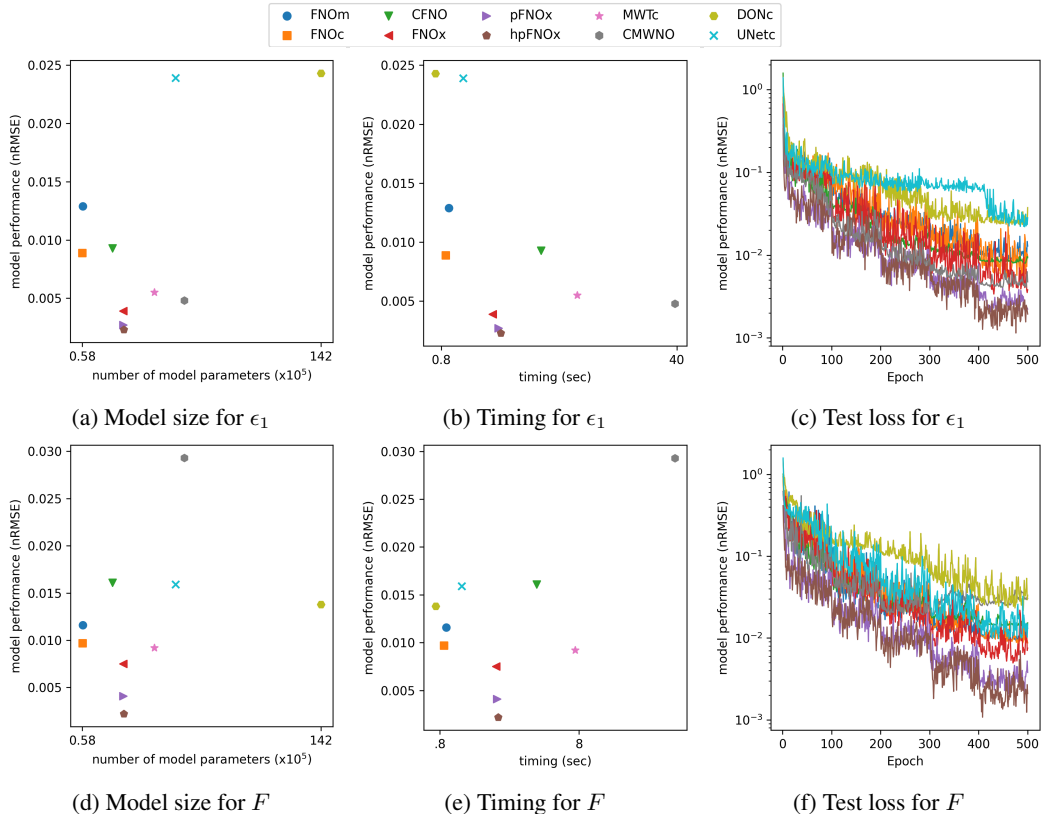 FNOm CFNO pFNOx MWTc DONc
FNOc FNOx hpFNOx CMWNO UNetc
model performance (nRMSE)
0.025
0.020
0.015
0.010
0.005
0.58 142
number of model parameters (x10⁵)
(a) Model size for ϵ₁
model performance (nRMSE)
0.025
0.020
0.015
0.010
0.005
0.000
0.8 40
timing (sec)
(b) Timing for ϵ₁
model performance (nRMSE)
10⁰
10⁻¹
10⁻²
10⁻³
0 100 200 300 400 500
Epoch
(c) Test loss for ϵ₁
model performance (nRMSE)
0.030
0.025
0.020
0.015
0.010
0.005
0.58 142
number of model parameters (x10⁵)
(d) Model size for F
model performance (nRMSE)
0.030
0.025
0.020
0.015
0.010
0.005
.8 8
timing (sec)
(e) Timing for F
model performance (nRMSE)
10⁰
10⁻¹
10⁻²
10⁻³
0 100 200 300 400 500
Epoch
(f) Test loss for F